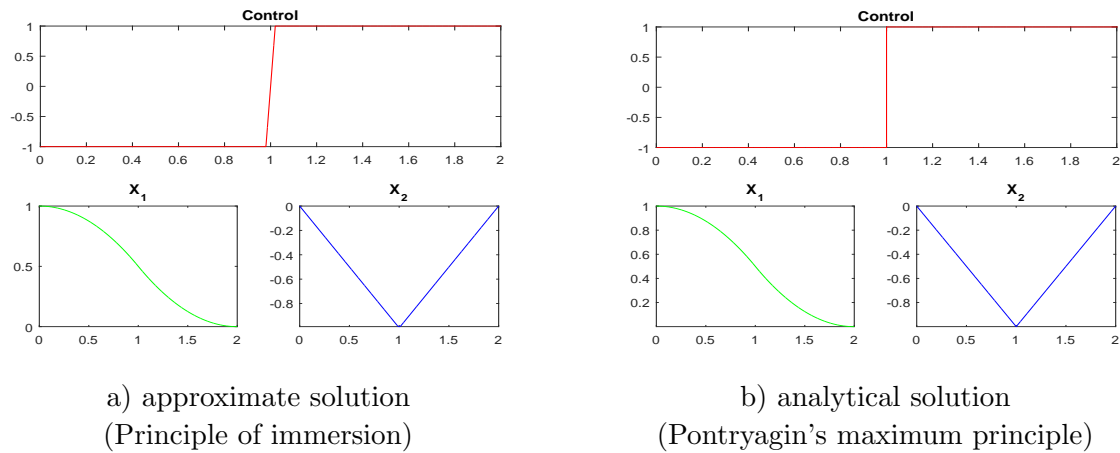 Control
1
0.5
0
-0.5
-1
0 0.2 0.4 0.6 0.8 1 1.2 1.4 1.6 1.8 2
X1
1
0.5
0
0 0.5 1 1.5 2
X2
0
-0.2
-0.4
-0.6
-0.8
0 0.5 1 1.5 2
a) approximate solution
(Principle of immersion)
Control
1
0.5
0
-0.5
-1
0 0.2 0.4 0.6 0.8 1 1.2 1.4 1.6 1.8 2
X1
1
0.8
0.6
0.4
0.2
0 0.5 1 1.5 2
X2
0
-0.2
-0.4
-0.6
-0.8
0 0.5 1 1.5 2
b) analytical solution
(Pontryagin's maximum principle)